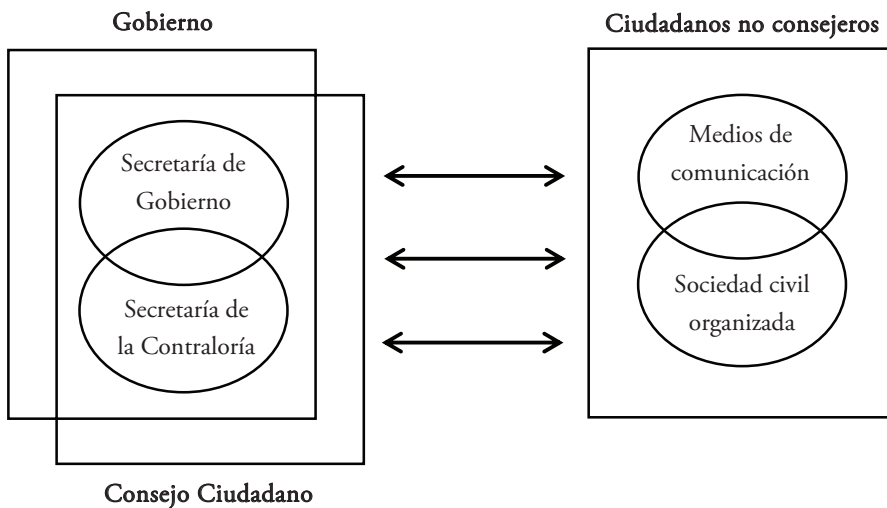 Gobierno
Ciudadanos no consejeros
Secretaría de
Gobierno
Secretaría de
la Contraloría
Medios de
comunicación
Sociedad civil
organizada
Consejo Ciudadano